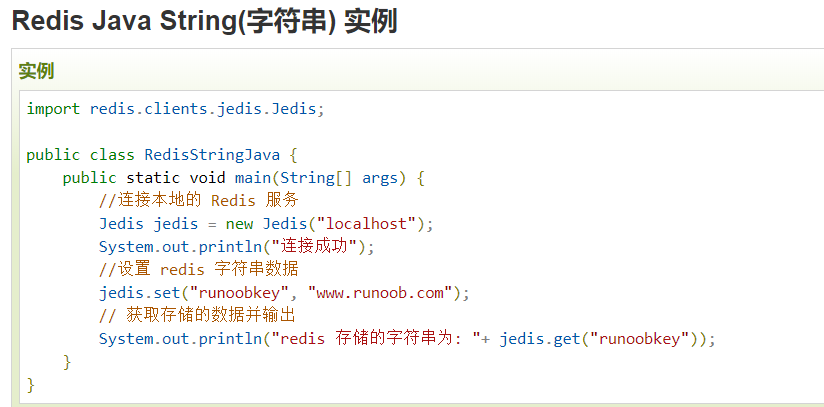 Redis Java String(字符串) 实例
实例
import redis.clients.jedis.Jedis;
public class RedisStringJava {
public static void main(String[] args) {
//连接本地的 Redis 服务
Jedis jedis = new Jedis("localhost");
System.out.println("连接成功");
//设置 redis 字符串数据
jedis.set("runoobkey", "www.runoob.com");
// 获取存储的数据并输出
System.out.println("redis 存储的字符串为: "+ jedis.get("runoobkey"));
}
}